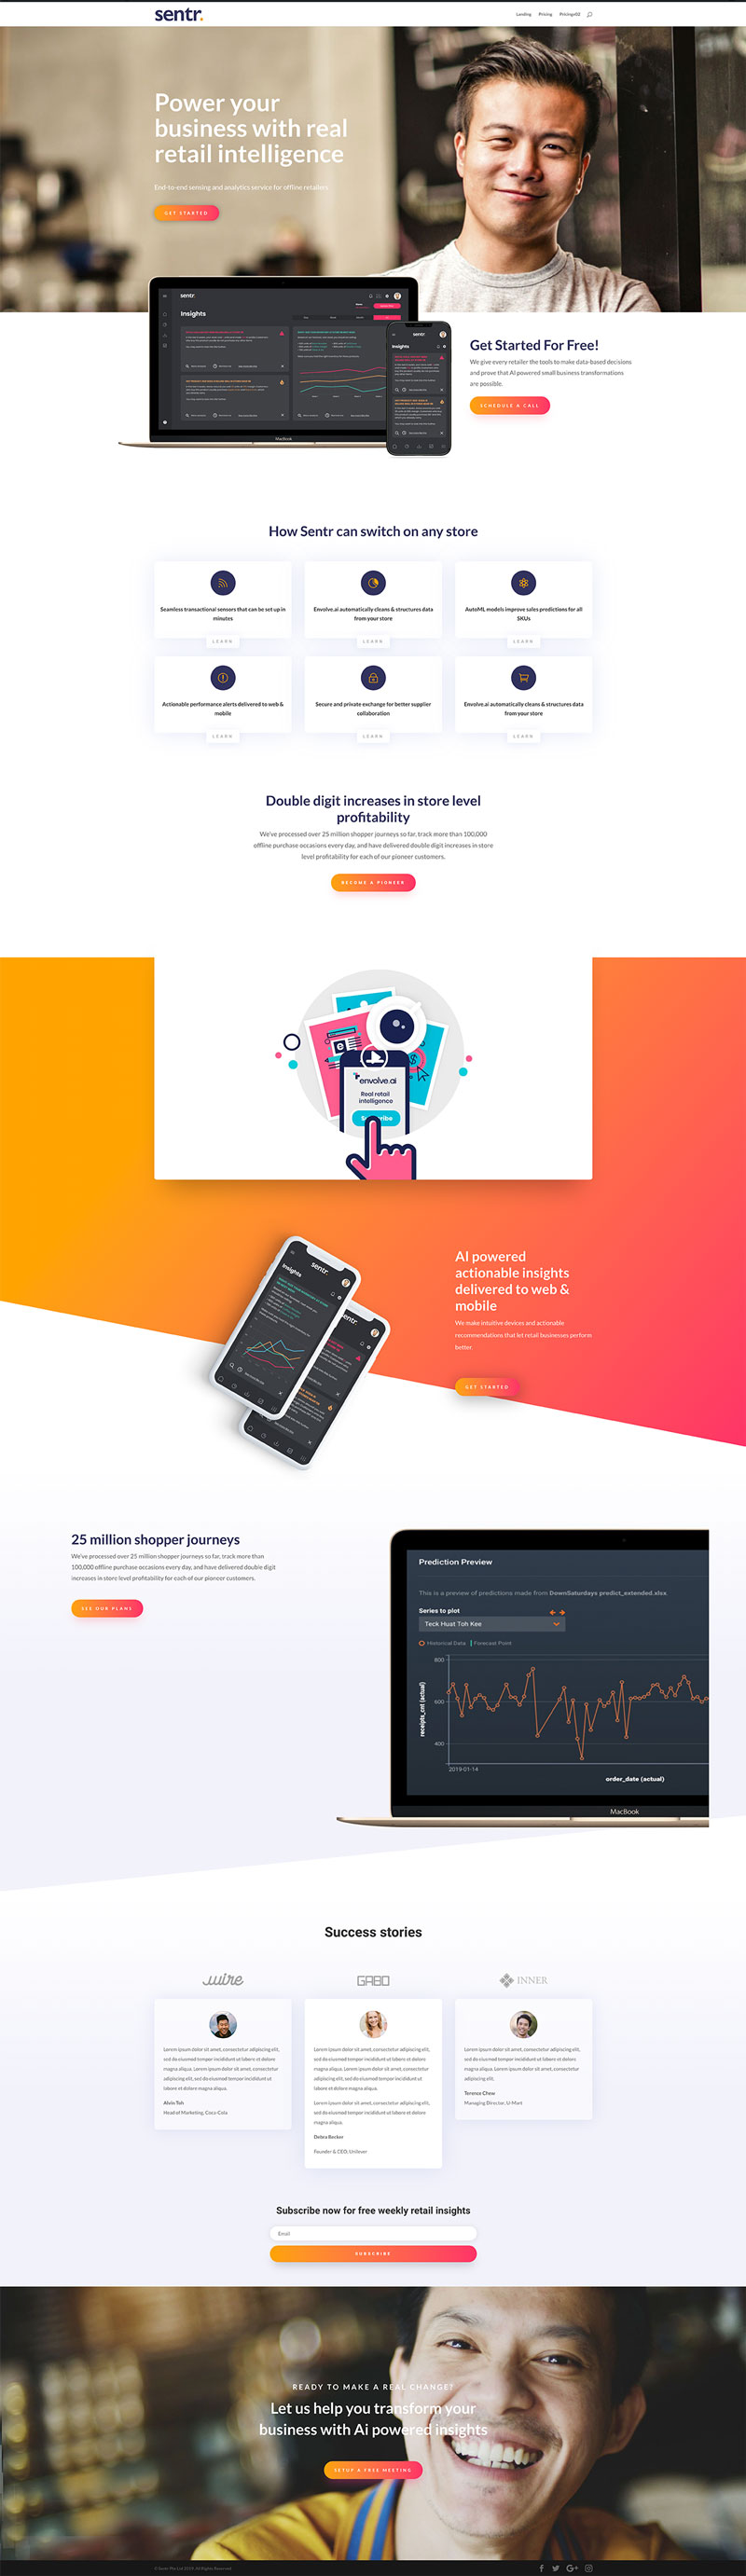 sentr.
Landing Pricing Pricingv02
Power your
business with real
retail intelligence
End-to-end sensing and analytics service for offline retailers
GET STARTED
sentr
Insights
MacBook
sentr
Insights
Get Started For Free!
We give every retailer the tools to make data-based decisions
and prove that AI powered small business transformations
are possible.
SCHEDULE A CALL
How Sentr can switch on any store
Seamless transactional sensors that can be set up in
minutes
LEARN
Envolve.ai automatically cleans & structures data
from your store
LEARN
AutoML models improve sales predictions for all
SKUs
LEARN
Actionable performance alerts delivered to web &
mobile
LEARN
Secure and private exchange for better supplier
collaboration
LEARN
Envolve.ai automatically cleans & structures data
from your store
LEARN
Double digit increases in store level
profitability
We've processed over 25 million shopper journeys so far, track more than 100,000
offline purchase occasions every day, and have delivered double digit increases in store
level profitability for each of our pioneer customers.
BECOME A PIONEER
envolve.ai
Real retail
intelligence
sentr.
Insights
AI powered
actionable insights
delivered to web &
mobile
We make intuitive devices and actionable
recommendations that let retail businesses perform
better.
GET STARTED
25 million shopper journeys
We've processed over 25 million shopper journeys so far, track more than
100,000 offline purchase occasions every day, and have delivered double digit
increases in store level profitability for each of our pioneer customers.
SEE OUR PLANS
Prediction Preview
This is a preview of predictions made from DownSaturdays predict_extended.xlsx.
Series to plot
Teck Huat Toh Kee
Historical Data Forecast Point
800
600
400
receipts_cnt (actual)
2019-01-14
order_date (actual)
MacBook
Success stories
wire
GABO
INNER
Lorem ipsum dolor sit amet, consectetur adipiscing elit,
sed do eiusmod tempor incididunt ut labore et dolore
magna aliqua. Lorem ipsum dolor sit amet, consectetur
adipiscing elit, sed do eiusmod tempor incididunt ut
labore et dolore magna aliqua.
Alvin Toh
Head of Marketing, Coca-Cola
Lorem ipsum dolor sit amet, consectetur adipiscing elit,
sed do eiusmod tempor incididunt ut labore et dolore
magna aliqua. Lorem ipsum dolor sit amet, consectetur
adipiscing elit, sed do eiusmod tempor incididunt ut
labore et dolore magna aliqua.
Lorem ipsum dolor sit amet, consectetur adipiscing elit,
sed do eiusmod tempor incididunt ut labore et dolore
magna aliqua.
Debra Becker
Founder & CEO, Unilever
Lorem ipsum dolor sit amet, consectetur adipiscing elit,
sed do eiusmod tempor incididunt ut labore et dolore
magna aliqua. Lorem ipsum dolor sit amet, consectetur
adipiscing elit.
Terence Chow
Managing Director, U-Mart
Subscribe now for free weekly retail insights
Email
SUBSCRIBE
READY TO MAKE A REAL CHANGE?
Let us help you transform your
business with Ai powered insights
SETUP A FREE MEETING
© Sentr Pte Ltd 2019. All Rights Reserved